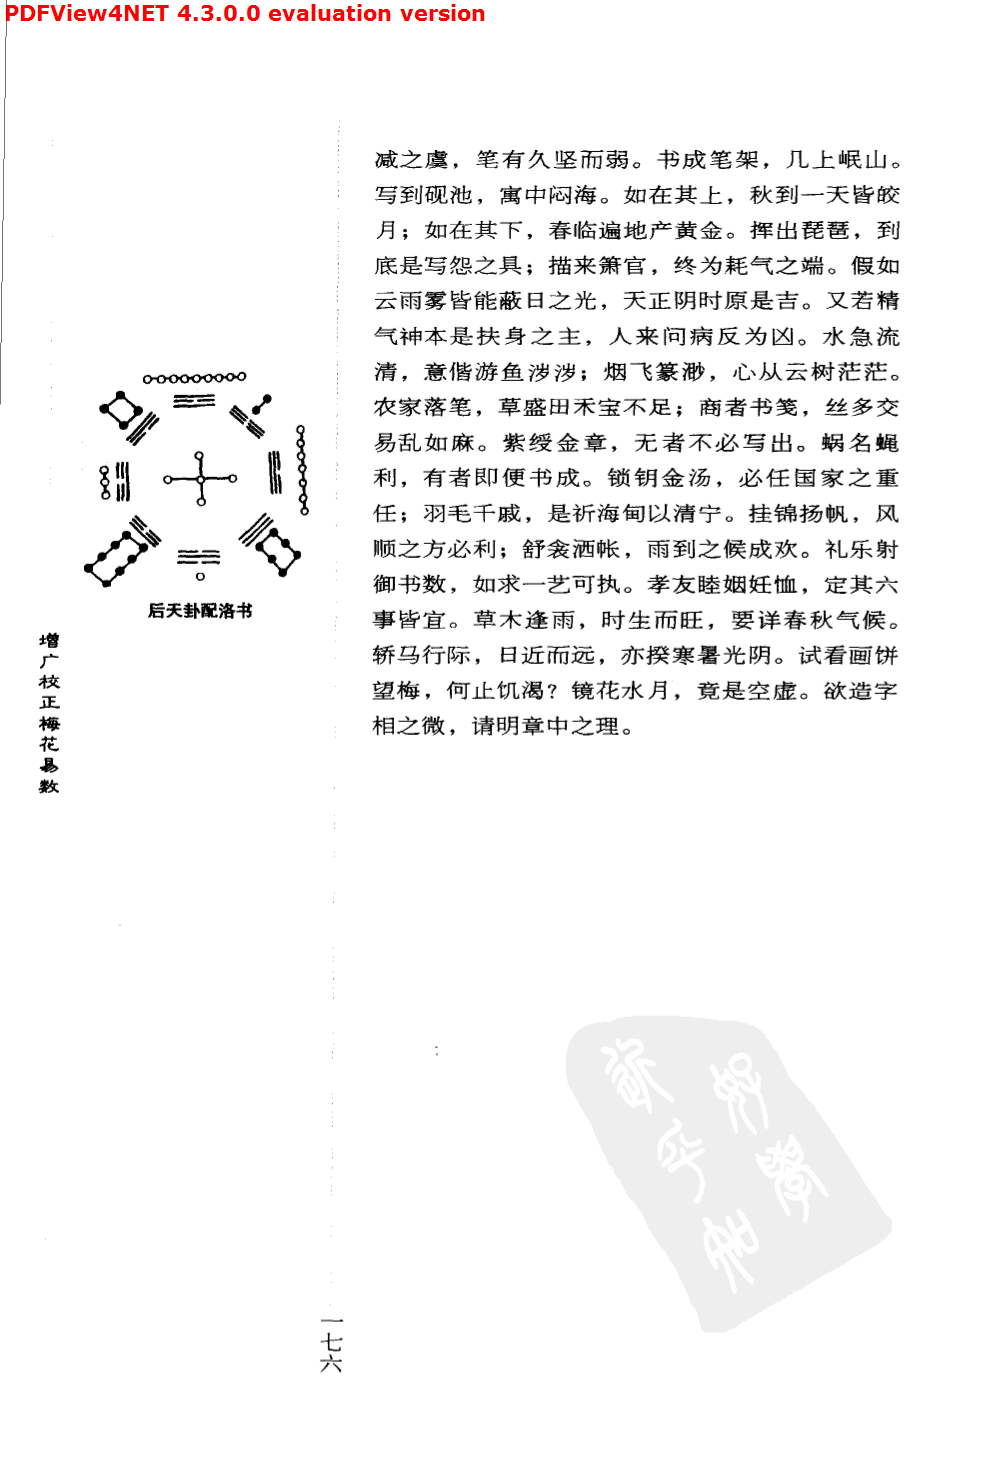 PDFView4NET 4.3.0.0 evaluation version
减之虞，笔有久坚而弱。书成笔架，几上岷山。
写到砚池，寓中闷海。如在其上，秋到一天皆皎
月；如在其下，春临遍地产黄金。挥出琵琶，到
底是写怨之具；描来箫官，终为耗气之端。假如
云雨雾皆能蔽日之光，天正阴时原是吉。又若精
气神本是扶身之主，人来问病反为凶。水急流
清，意偕游鱼涉涉；烟飞篆渺，心从云树茫茫。
农家落笔，草盛田禾宝不足；商者书笺，丝多交
易乱如麻。紫绶金章，无者不必写出。蜗名蝇
利，有者即便书成。锁钥金汤，必任国家之重
任；羽毛千戚，是祈海甸以清宁。挂锦扬帆，风
顺之方必利；舒衾洒帐，雨到之候成欢。礼乐射
御书数，如求一艺可执。孝友睦姻妊恤，定其六
事皆宜。草木逢雨，时生而旺，要详春秋气候。
轿马行际，日近而远，亦揆寒暑光阴。试看画饼
望梅，何止饥渴？镜花水月，竟是空虚。欲造字
相之微，请明章中之理。
后天卦配洛书
增广校正梅花易数
一七六